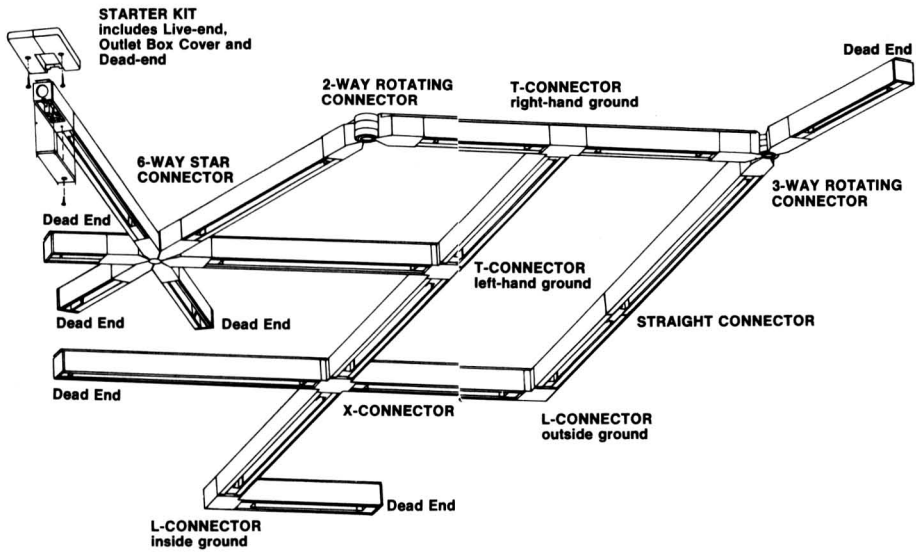 STARTER KIT
includes Live-end,
Outlet Box Cover and
Dead-end
Dead End
2-WAY ROTATING
CONNECTOR
T-CONNECTOR
right-hand ground
6-WAY STAR
CONNECTOR
3-WAY ROTATING
CONNECTOR
Dead End
T-CONNECTOR
left-hand ground
Dead End
Dead End
STRAIGHT CONNECTOR
Dead End
X-CONNECTOR
L-CONNECTOR
outside ground
Dead End
L-CONNECTOR
inside ground